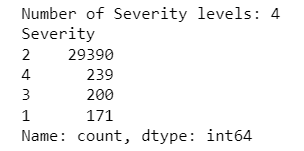 Number of Severity levels: 4
Severity
2    29390
4      239
3      200
1      171
Name: count, dtype: int64